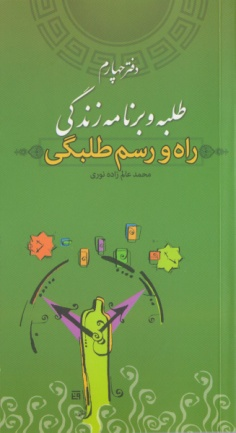 دفتر چهارم
طلبه و برنامه زندگی
راه و رسم طلبگی
محمد عالم زاده نوری